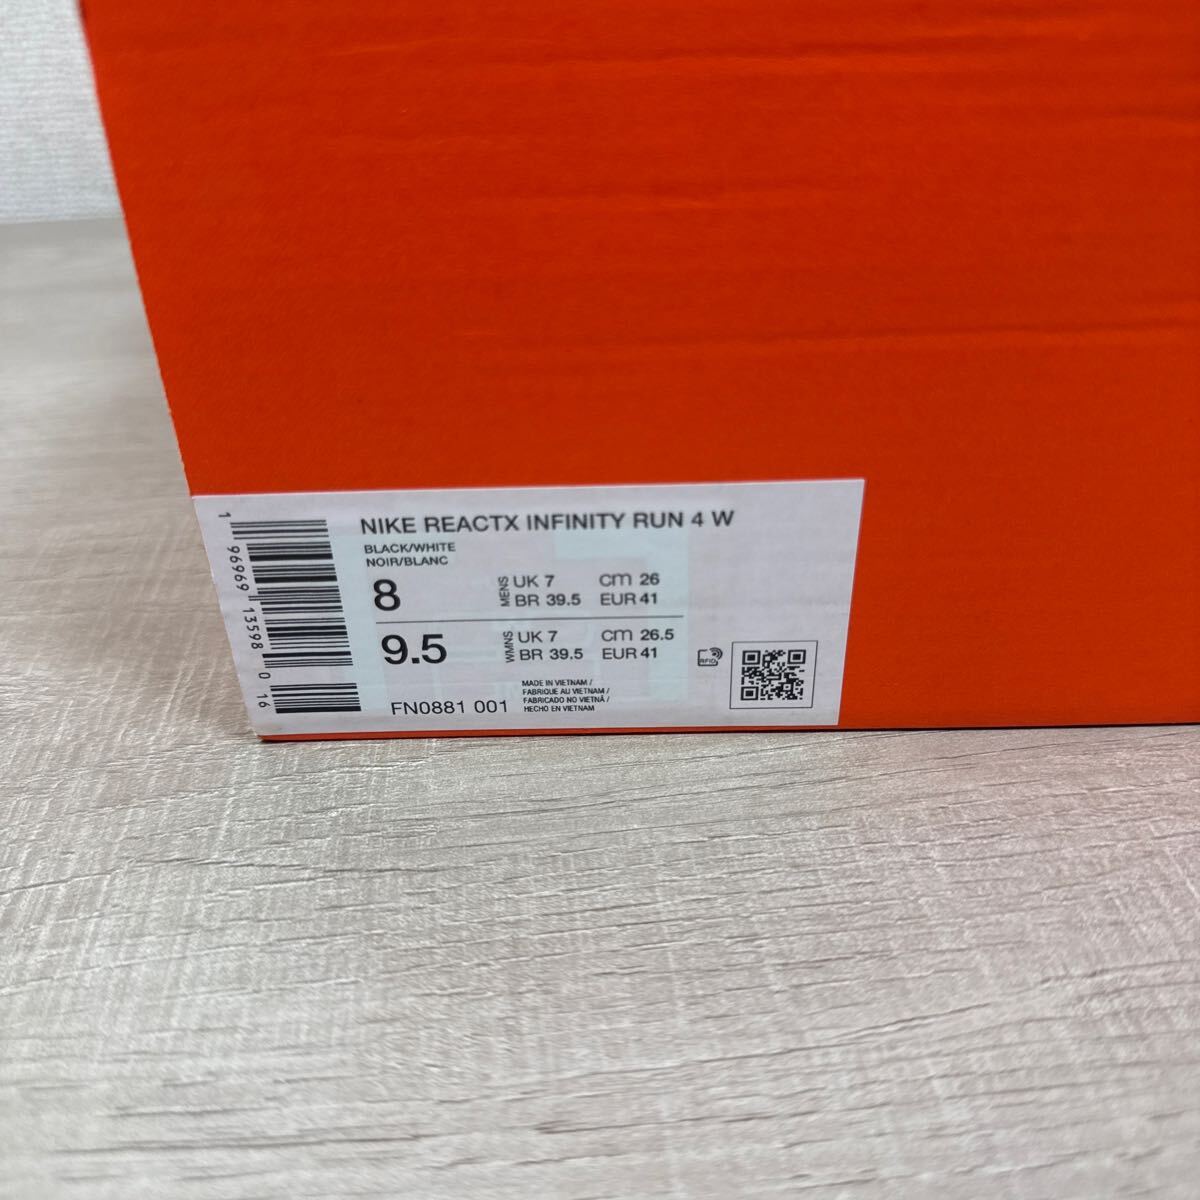 NIKE REACTX INFINITY RUN 4 W
BLACK/WHITE
NOIR/BLANC
8 MENS UK 7 cm 26
BR 39.5 EUR 41
9.5 WMNS UK 7 cm 26.5
BR 39.5 EUR 41
RFID
FN0881 001
MADE IN VIETNAM /
FABRIQUE AU VIETNAM /
FABRICADO NO VIETNÃ /
HECHO EN VIETNAM
1 96969 13598 0 16